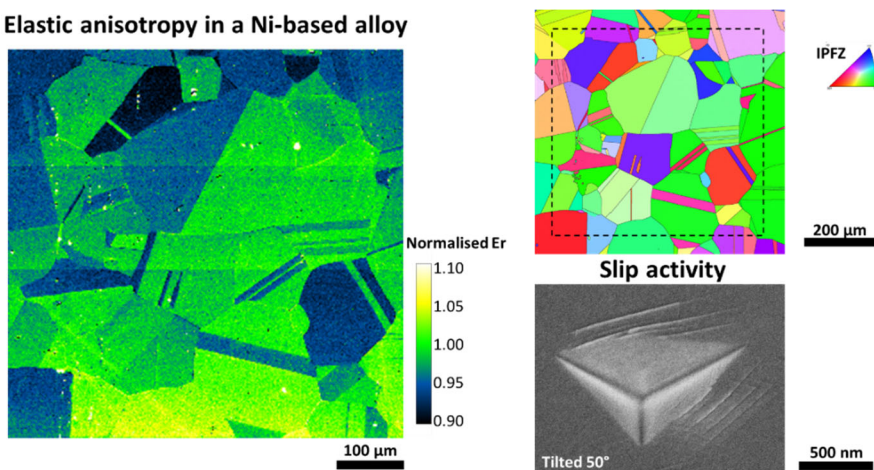 Elastic anisotropy in a Ni-based alloy
Normalised Er
1.10
1.05
1.00
0.95
0.90
100 µm
IPFZ
200 µm
Slip activity
Tilted 50°
500 nm